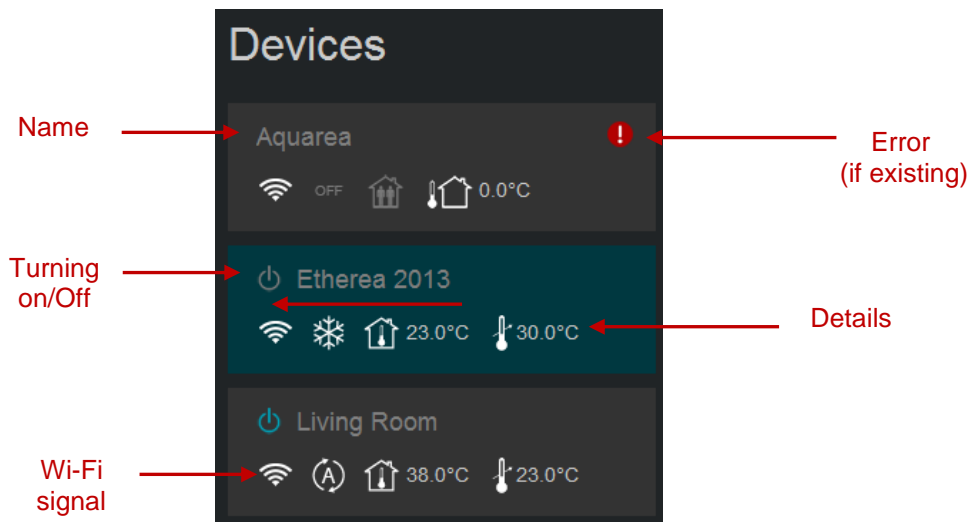 Devices
Name
Aquarea
Error
(if existing)
OFF
0.0°C
Turning
on/Off
Etherea 2013
23.0°C 30.0°C
Details
Living Room
Wi-Fi
signal
A 38.0°C 23.0°C